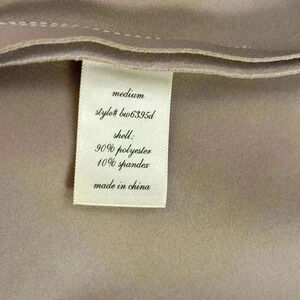 medium
style# bw6395d
shell:
90% polyester
10% spandex
made in china